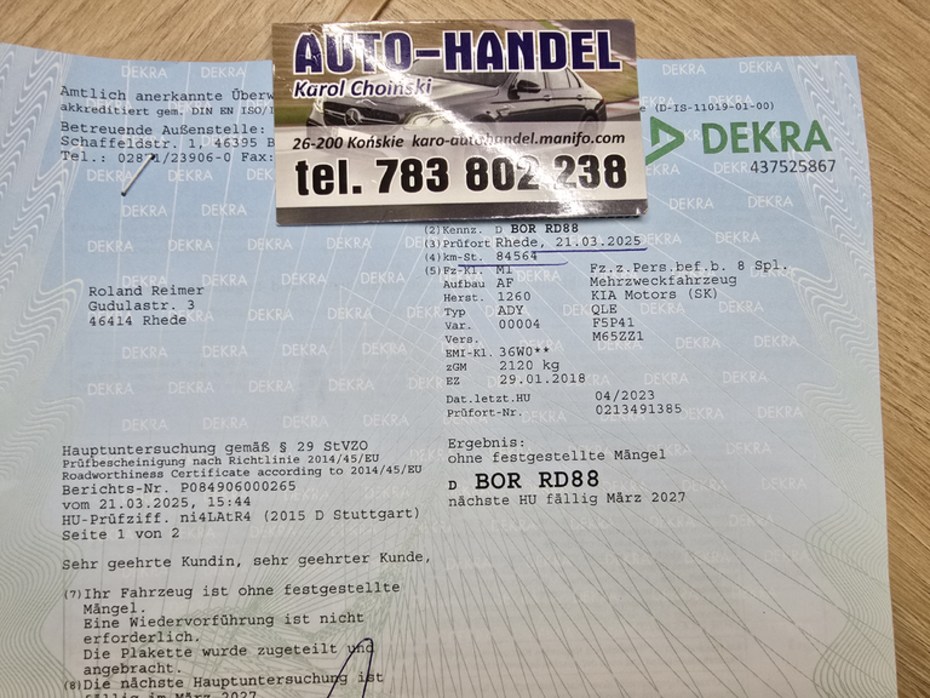 AUTO-HANDEL
Karol Choiński
26-200 Końskie karo-autohandel.manifo.com
tel. 783 802 238
Amtlich anerkannte Überw
akkreditiert gem. DIN EN ISO/
e (D-IS-11019-01-00)
Betreuende Außenstelle:
Schaffeldstr. 1, 46395 B
Tel.: 02871/23906-0 Fax:
DEKRA
437525867
(2) Kennz. D BOR RD88
(3) Prüfort Rhede, 21.03.2025
(4) km-St. 84564
(5) Fz-Kl. M1 Fz.z.Pers.bef.b. 8 Spl.
Aufbau AF Mehrzweckfahrzeug
Herst. 1260 KIA Motors (SK)
Typ ADY QLE
Var. 00004 F5P41
Vers. M65ZZ1
EMI-Kl. 36W0**
zGM 2120 kg
EZ 29.01.2018
Dat.letzt.HU 04/2023
Prüfort-Nr. 0213491385
Roland Reimer
Gudulastr. 3
46414 Rhede
Hauptuntersuchung gemäß § 29 StVZO
Prüfbescheinigung nach Richtlinie 2014/45/EU
Roadworthiness Certificate according to 2014/45/EU
Berichts-Nr. P084906000265
vom 21.03.2025, 15:44
HU-Prüfziff. ni4LAtR4 (2015 D Stuttgart)
Seite 1 von 2
Ergebnis:
ohne festgestellte Mängel
D BOR RD88
nächste HU fällig März 2027
Sehr geehrte Kundin, sehr geehrter Kunde,
(7) Ihr Fahrzeug ist ohne festgestellte
Mängel.
Eine Wiedervorführung ist nicht
erforderlich.
Die Plakette wurde zugeteilt und
angebracht.
(8) Die nächste Hauptuntersuchung ist
fällig im März 2027